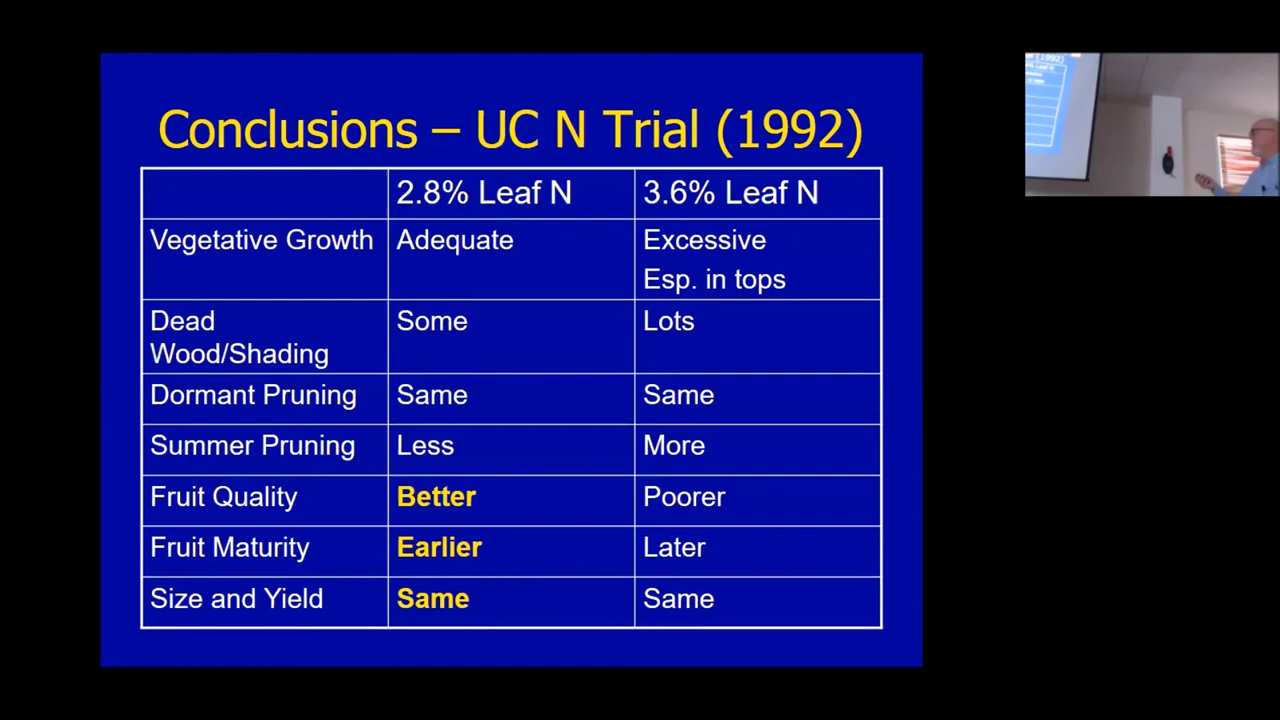 Conclusions – UC N Trial (1992)
2.8% Leaf N 3.6% Leaf N
Vegetative Growth Adequate Excessive
Esp. in tops
Dead Some Lots
Wood/Shading
Dormant Pruning Same Same
Summer Pruning Less More
Fruit Quality Better Poorer
Fruit Maturity Earlier Later
Size and Yield Same Same
(1992)